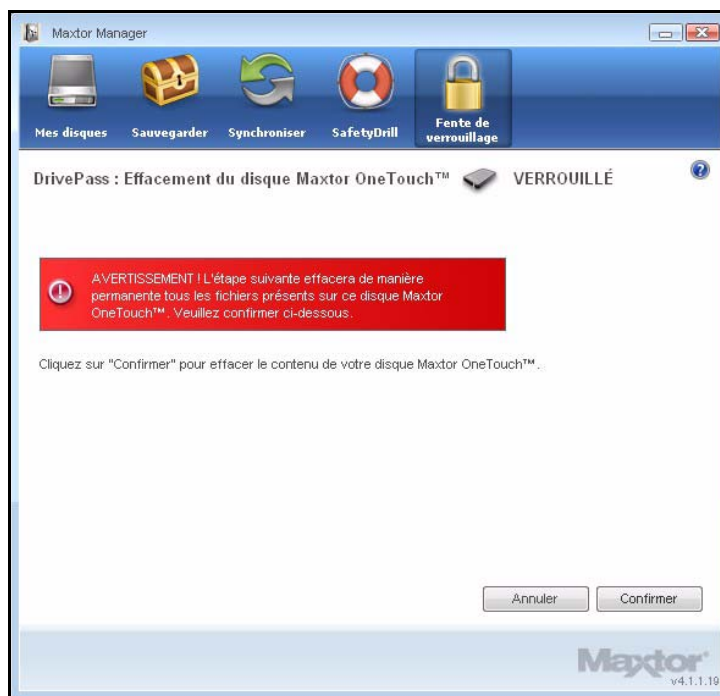 Maxtor Manager
Mes disques
Sauvegarder
Synchroniser
SafetyDrill
Fente de
verrouillage
DrivePass : Effacement du disque Maxtor OneTouch™ VERROUILLÉ
?
AVERTISSEMENT ! L'étape suivante effacera de manière
permanente tous les fichiers présents sur ce disque Maxtor
OneTouch™. Veuillez confirmer ci-dessous.
Cliquez sur "Confirmer" pour effacer le contenu de votre disque Maxtor OneTouch™.
Annuler
Confirmer
Maxtor
v4.1.1.19